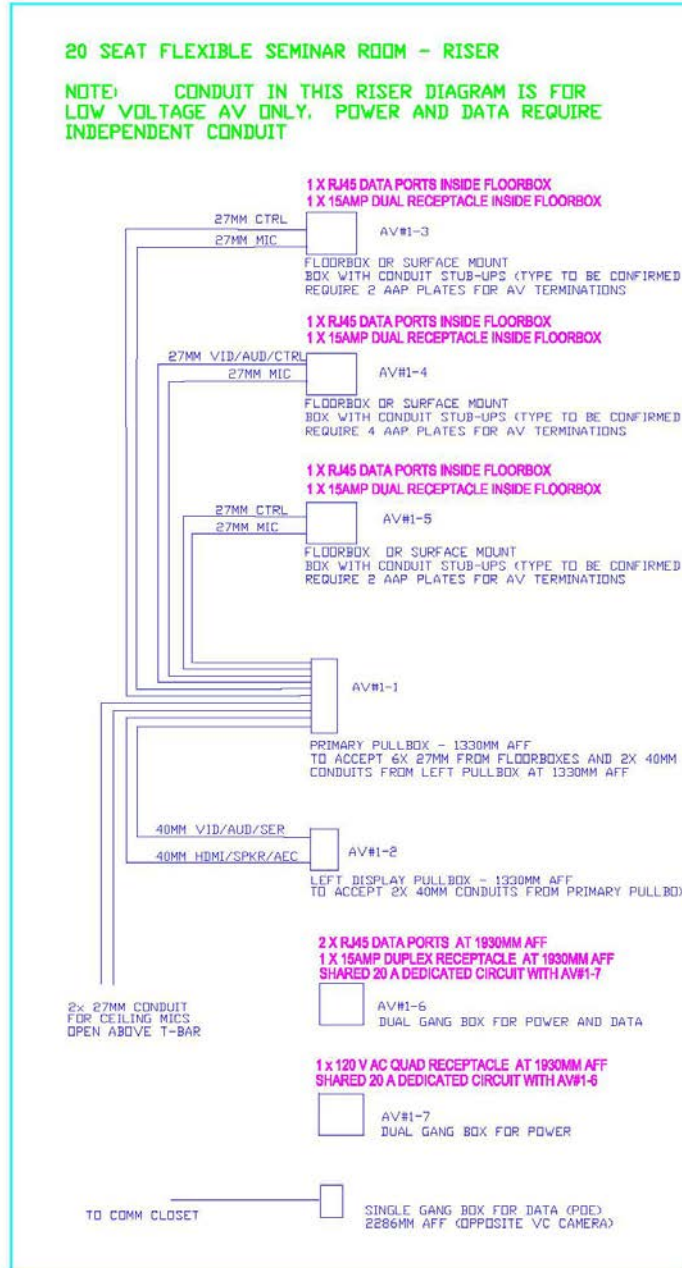 20 SEAT FLEXIBLE SEMINAR ROOM - RISER
NOTE: CONDUIT IN THIS RISER DIAGRAM IS FOR
LOW VOLTAGE AV ONLY. POWER AND DATA REQUIRE
INDEPENDENT CONDUIT
1 X RJ45 DATA PORTS INSIDE FLOORBOX
1 X 15AMP DUAL RECEPTACLE INSIDE FLOORBOX
27MM CTRL
27MM MIC
AV#1-3
FLOORBOX OR SURFACE MOUNT
BOX WITH CONDUIT STUB-UPS (TYPE TO BE CONFIRMED
REQUIRE 2 AAP PLATES FOR AV TERMINATIONS
1 X RJ45 DATA PORTS INSIDE FLOORBOX
1 X 15AMP DUAL RECEPTACLE INSIDE FLOORBOX
27MM VID/AUD/CTRL
27MM MIC
AV#1-4
FLOORBOX OR SURFACE MOUNT
BOX WITH CONDUIT STUB-UPS (TYPE TO BE CONFIRMED
REQUIRE 4 AAP PLATES FOR AV TERMINATIONS
1 X RJ45 DATA PORTS INSIDE FLOORBOX
1 X 15AMP DUAL RECEPTACLE INSIDE FLOORBOX
27MM CTRL
27MM MIC
AV#1-5
FLOORBOX OR SURFACE MOUNT
BOX WITH CONDUIT STUB-UPS (TYPE TO BE CONFIRMED
REQUIRE 2 AAP PLATES FOR AV TERMINATIONS
AV#1-1
PRIMARY PULLBOX - 1330MM AFF
TO ACCEPT 6X 27MM FROM FLOORBOXES AND 2X 40MM
CONDUITS FROM LEFT PULLBOX AT 1330MM AFF
40MM VID/AUD/SER
40MM HDMI/SPKR/AEC
AV#1-2
LEFT DISPLAY PULLBOX - 1330MM AFF
TO ACCEPT 2X 40MM CONDUITS FROM PRIMARY PULLBOX
2x 27MM CONDUIT
FOR CEILING MICS
OPEN ABOVE T-BAR
2 X RJ45 DATA PORTS AT 1930MM AFF
1 X 15AMP DUPLEX RECEPTACLE AT 1930MM AFF
SHARED 20 A DEDICATED CIRCUIT WITH AV#1-7
AV#1-6
DUAL GANG BOX FOR POWER AND DATA
1 x 120 V AC QUAD RECEPTACLE AT 1930MM AFF
SHARED 20 A DEDICATED CIRCUIT WITH AV#1-6
AV#1-7
DUAL GANG BOX FOR POWER
TO COMM CLOSET
SINGLE GANG BOX FOR DATA (POE)
2286MM AFF (OPPOSITE VC CAMERA)